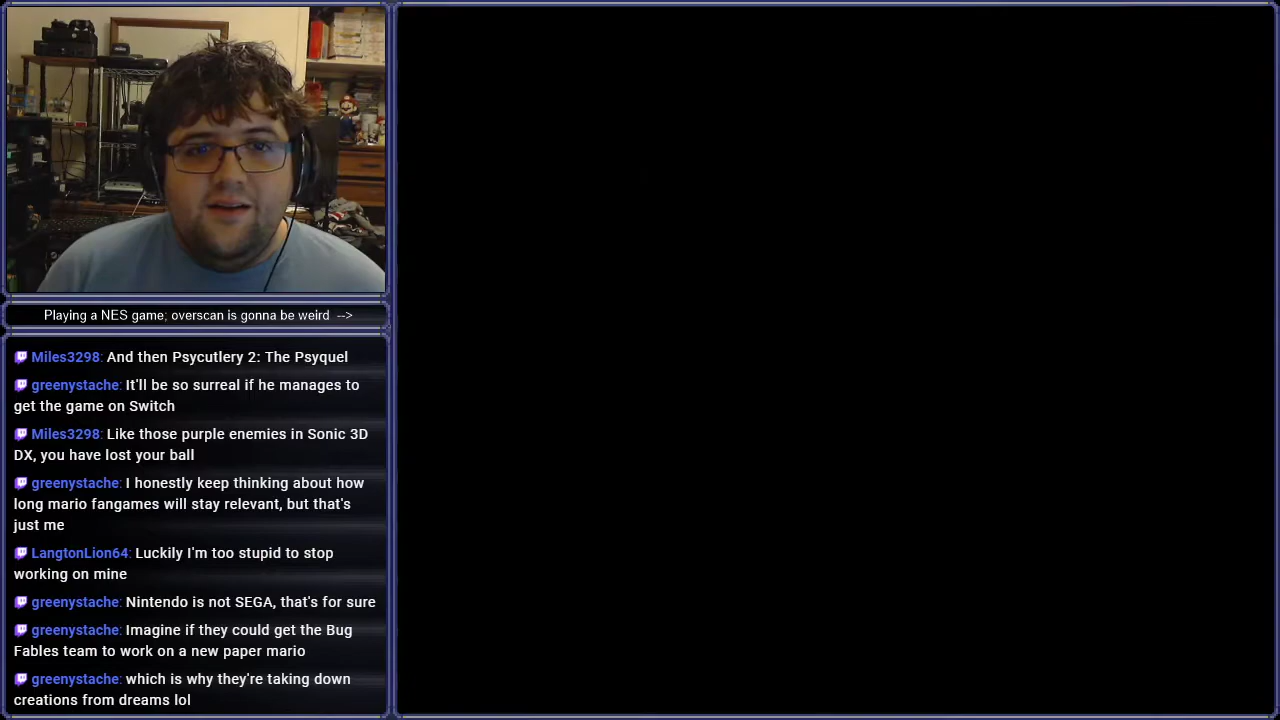 Playing a NES game; overscan is gonna be weird -->
Miles3298: And then Psycutlery 2: The Psyquel
greenystache: It'll be so surreal if he manages to
get the game on Switch
Miles3298: Like those purple enemies in Sonic 3D
DX, you have lost your ball
greenystache: I honestly keep thinking about how
long mario fangames will stay relevant, but that's
just me
LangtonLion64: Luckily I'm too stupid to stop
working on mine
greenystache: Nintendo is not SEGA, that's for sure
greenystache: Imagine if they could get the Bug
Fables team to work on a new paper mario
greenystache: which is why they're taking down
creations from dreams lol